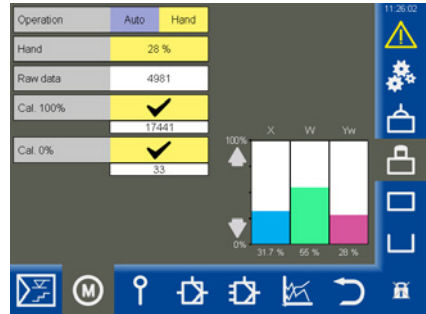 11:26:02
Operation Auto Hand
Hand 28 %
Raw data 4981
Cal. 100%
17441
Cal. 0%
33
X W Yw
100%
0%
31.7 % 55 % 28 %
M